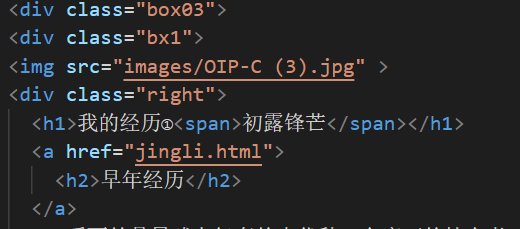 <div class="box03">
<div class="bx1">
<img src="images/OIP-C (3).jpg" >
<div class="right">
<h1>我的经历①<span>初露锋芒</span></h1>
<a href="jingli.html">
<h2>早年经历</h2>
</a>